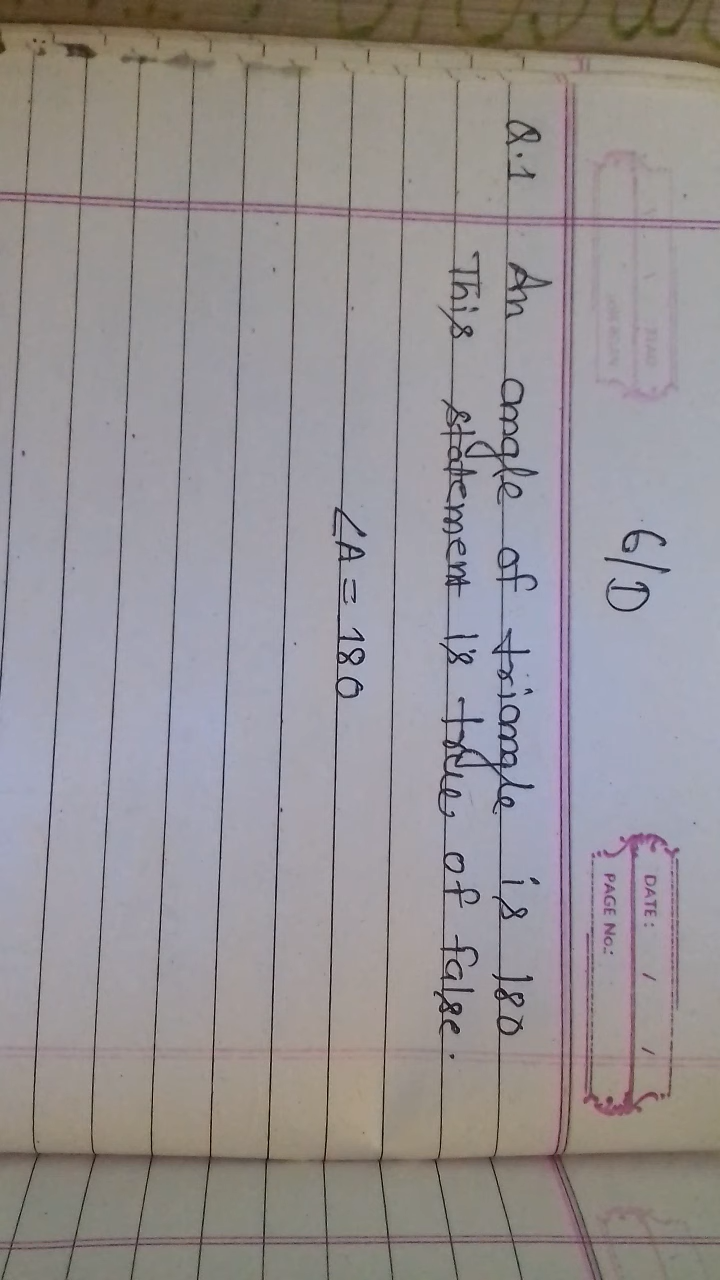 6/D
DATE: / /
PAGE No.:
Q.1 An angle of triangle is 180
This statement is true of false.
∠A = 180